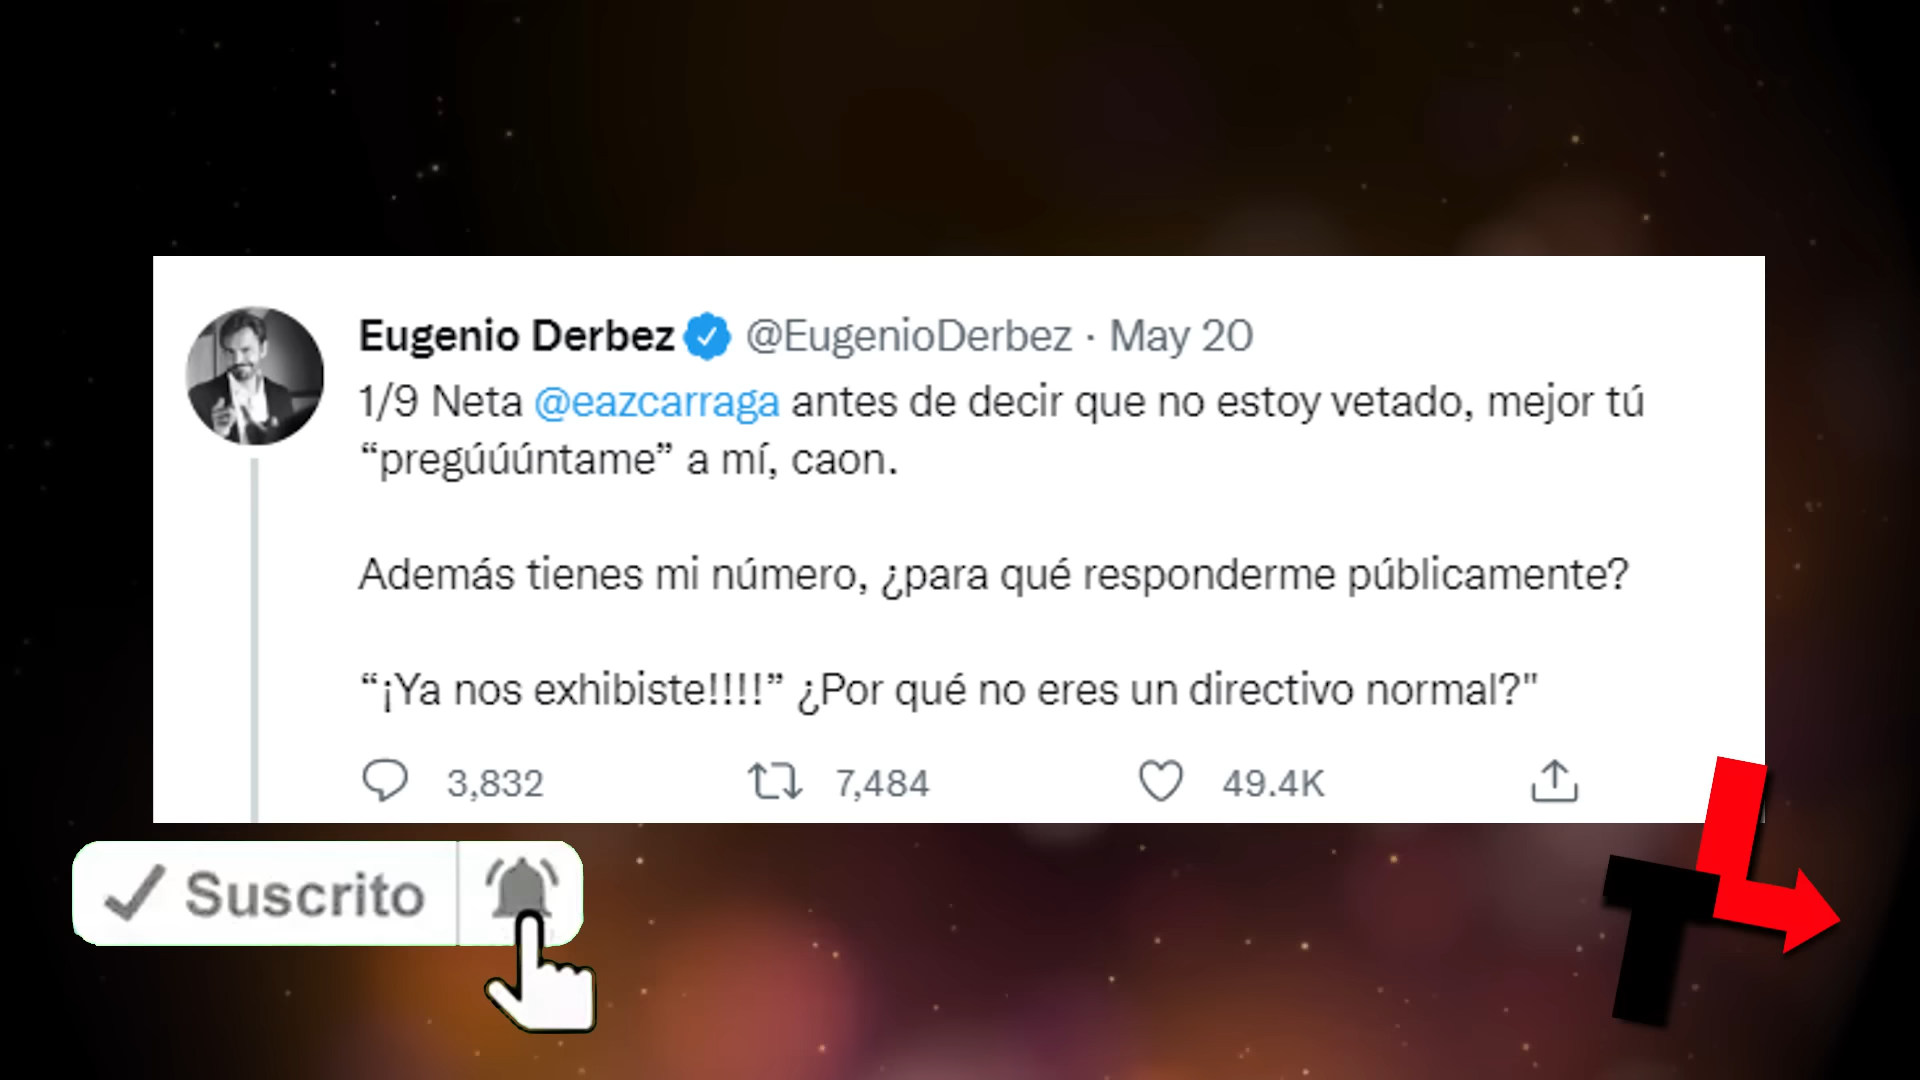 Eugenio Derbez @EugenioDerbez · May 20
1/9 Neta @eazcarraga antes de decir que no estoy vetado, mejor tú
“pregúúúntame” a mí, caon.
Además tienes mi número, ¿para qué responderme públicamente?
“¡Ya nos exhibiste!!!!” ¿Por qué no eres un directivo normal?"
3,832 7,484 49.4K
Suscrito